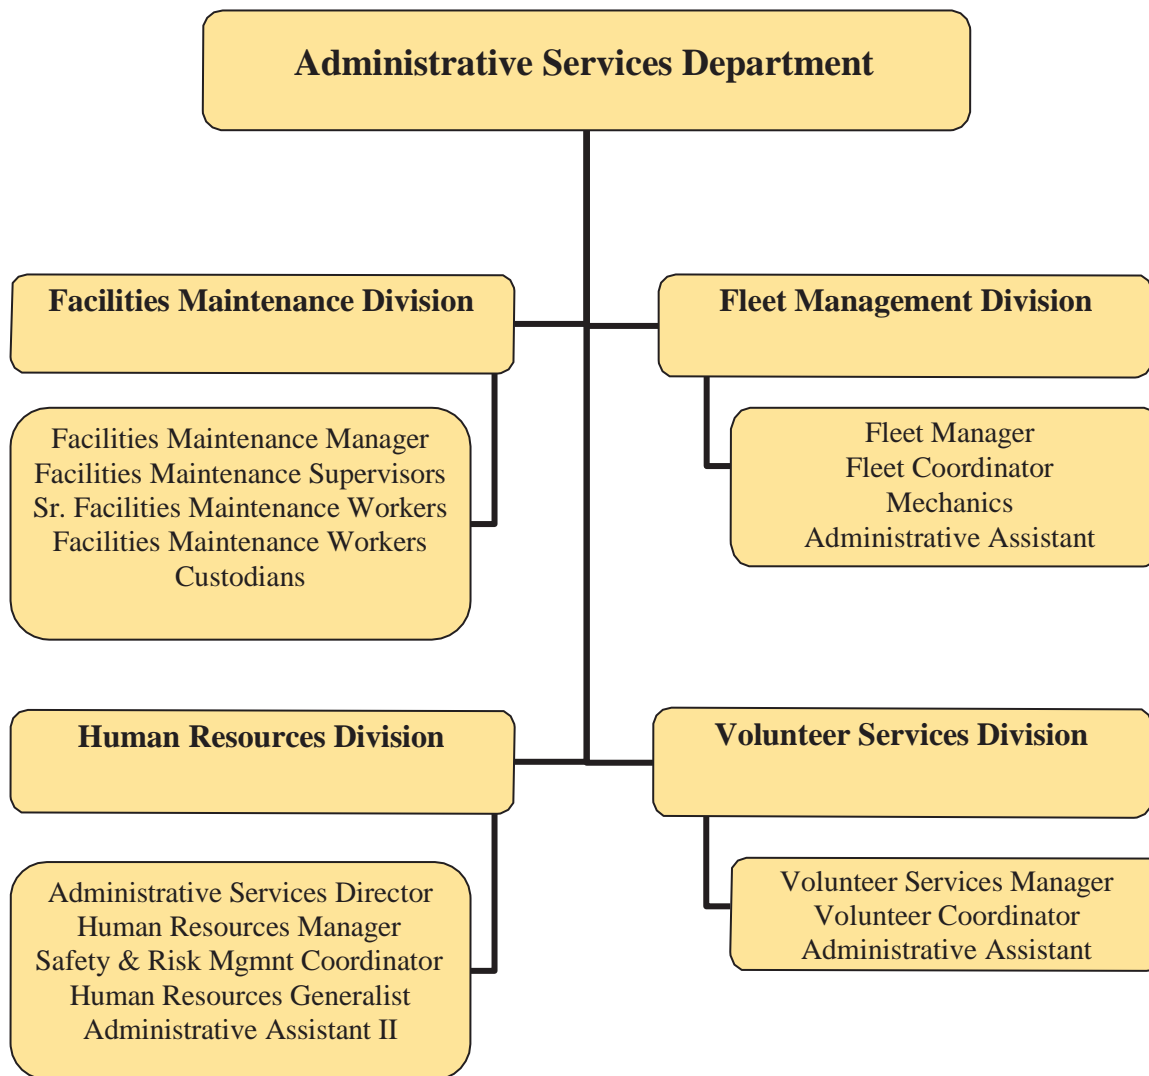 Administrative Services Department
Facilities Maintenance Division
Facilities Maintenance Manager
Facilities Maintenance Supervisors
Sr. Facilities Maintenance Workers
Facilities Maintenance Workers
Custodians
Fleet Management Division
Fleet Manager
Fleet Coordinator
Mechanics
Administrative Assistant
Human Resources Division
Administrative Services Director
Human Resources Manager
Safety & Risk Mgmnt Coordinator
Human Resources Generalist
Administrative Assistant II
Volunteer Services Division
Volunteer Services Manager
Volunteer Coordinator
Administrative Assistant